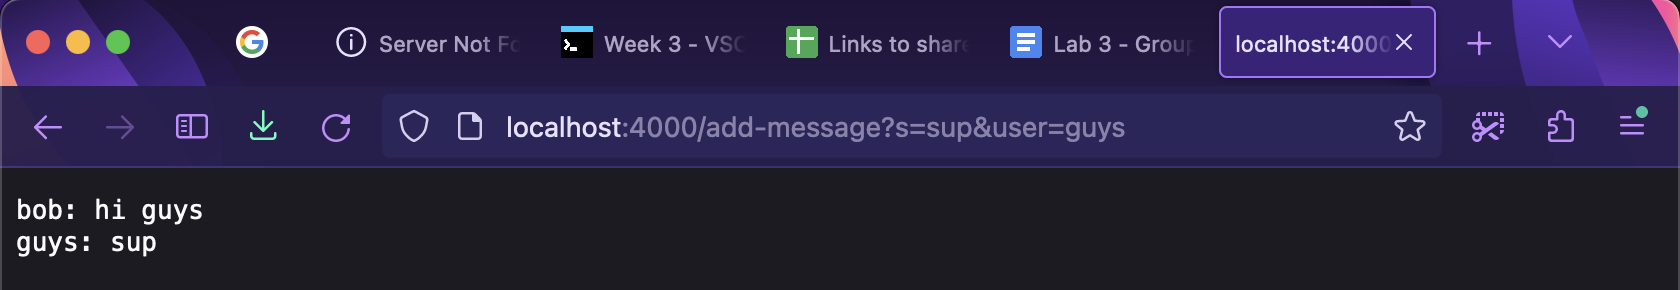 Server Not Fo
Week 3 - VSC
Links to share
Lab 3 - Group
localhost:4000
localhost:4000/add-message?s=sup&user=guys
bob: hi guys
guys: sup